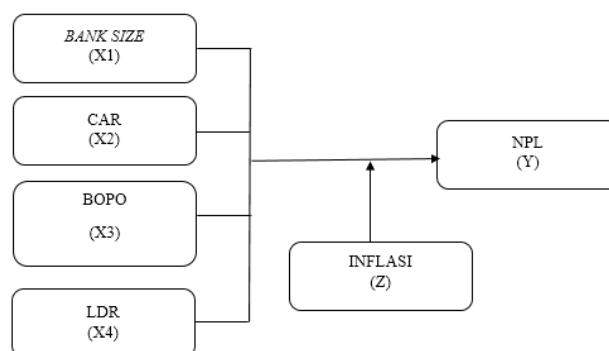 BANK SIZE
(X1)
CAR
(X2)
BOPO
(X3)
LDR
(X4)
NPL
(Y)
INFLASI
(Z)